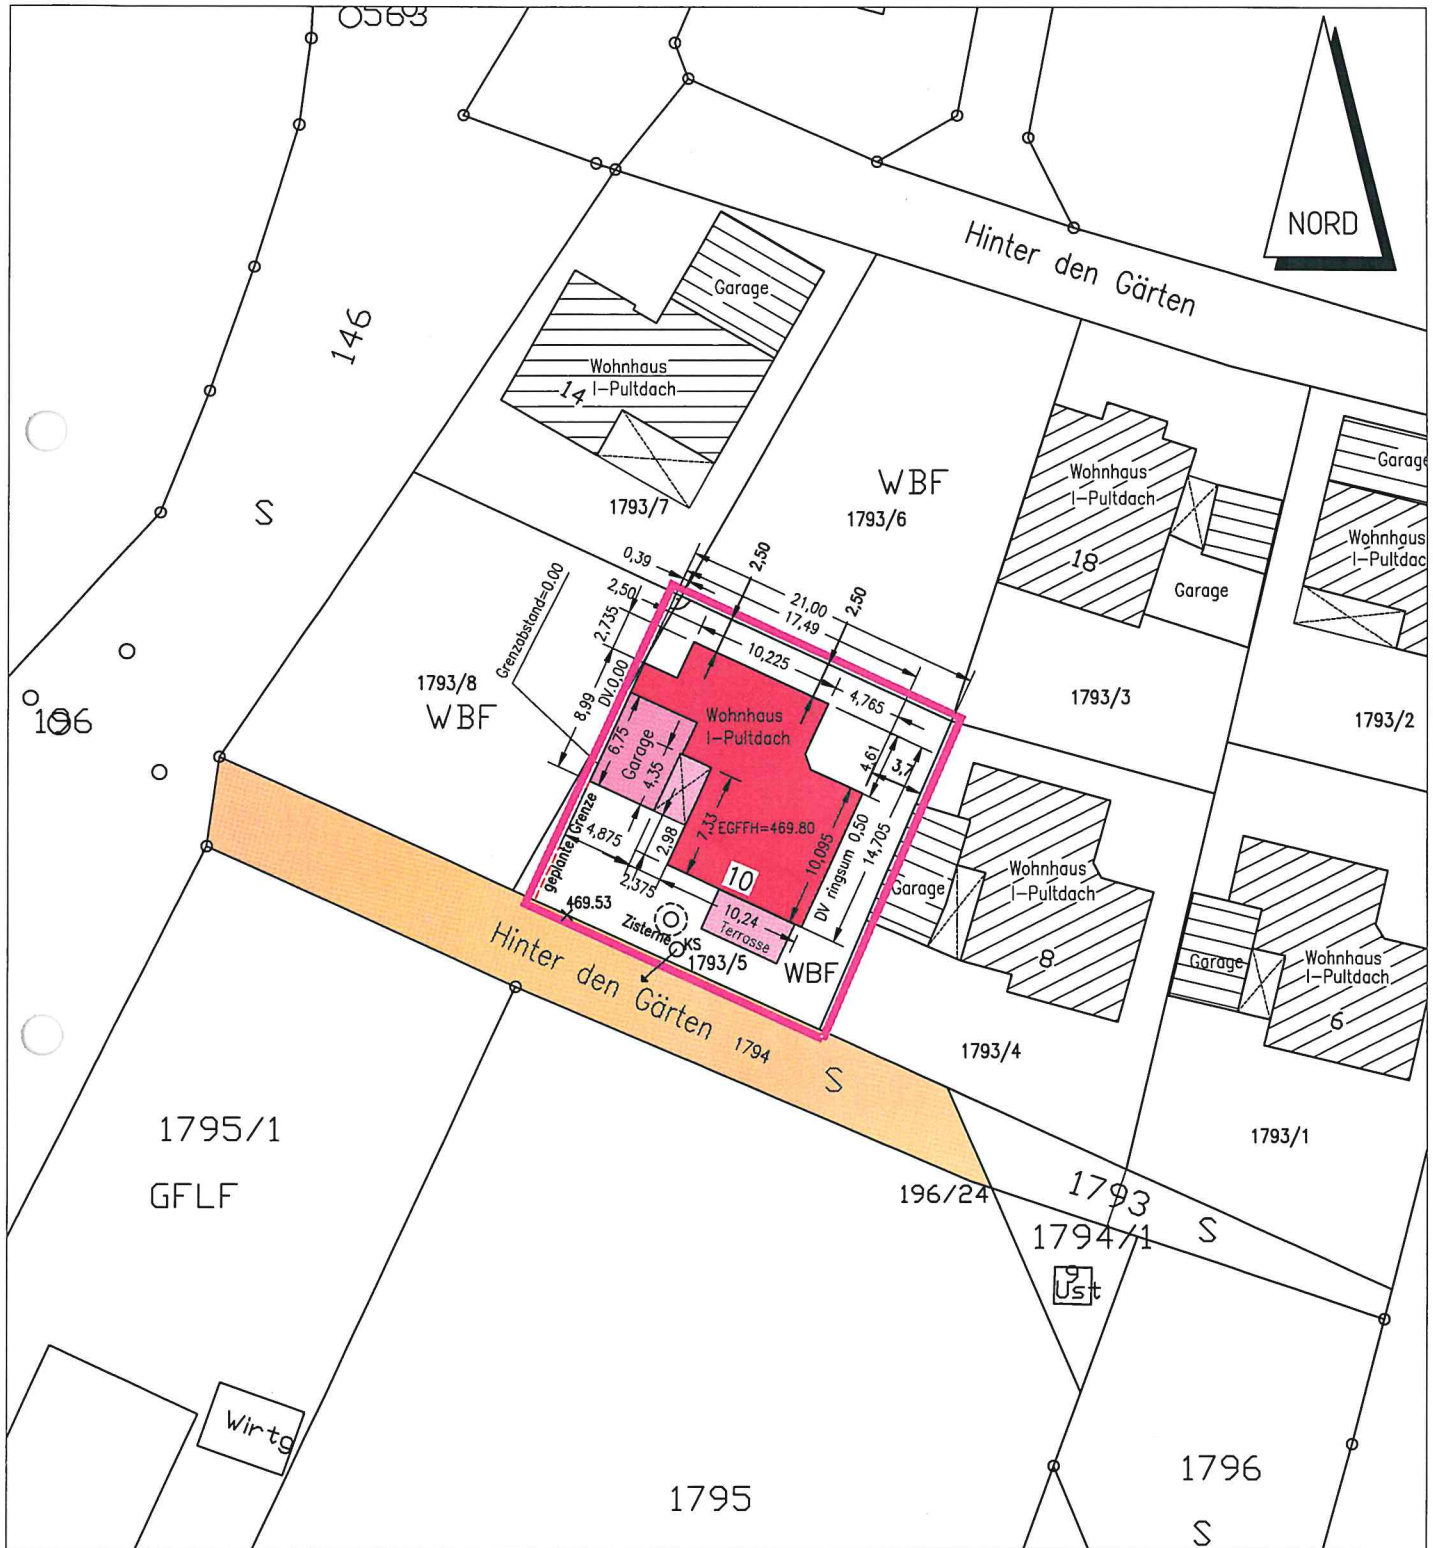 0563
NORD
Hinter den Gärten
146
Garage
Wohnhaus
I-Pultdach
14
S
WBF
1793/7
1793/6
Wohnhaus
I-Pultdach
18
Garage
Garage
Wohnhaus
I-Pultdac
0,39
2,50
2,50
21,00
17,49
2,50
2,735
Grenzabstand=0.00
10,225
4,765
1793/8
WBF
8,99
DV.0,00
1793/3
1793/2
196
Wohnhaus
I-Pultdach
6,75
Garage
4,35
4,61
3,7
EGFFH=469.80
7,33
2,98
10,095
DV ringsum 0,50
14,705
geplante Grenze
4,875
2,375
10
10,24
Terrasse
469.53
Zisterne
KS
1793/5
WBF
Garage
Wohnhaus
I-Pultdach
8
Garage
Wohnhaus
I-Pultdach
6
Hinter den Gärten
1794
S
1793/4
1793/1
1795/1
GFLF
196/24
1793
S
1794/1
9
Ust
Wirtg
1795
1796
S